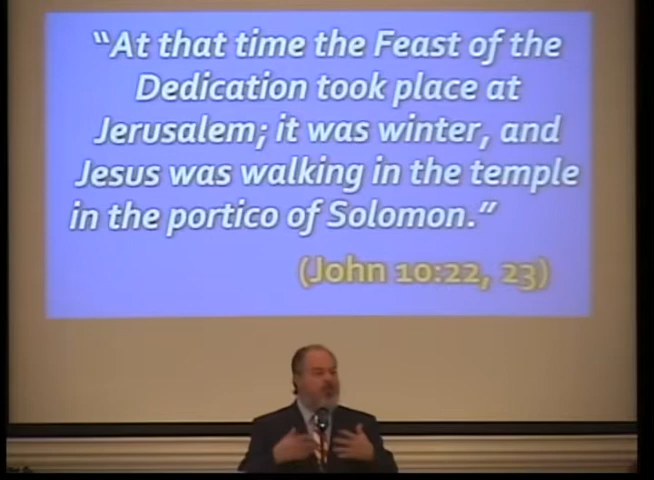 “At that time the Feast of the
Dedication took place at
Jerusalem; it was winter, and
Jesus was walking in the temple
in the portico of Solomon.”
(John 10:22, 23)